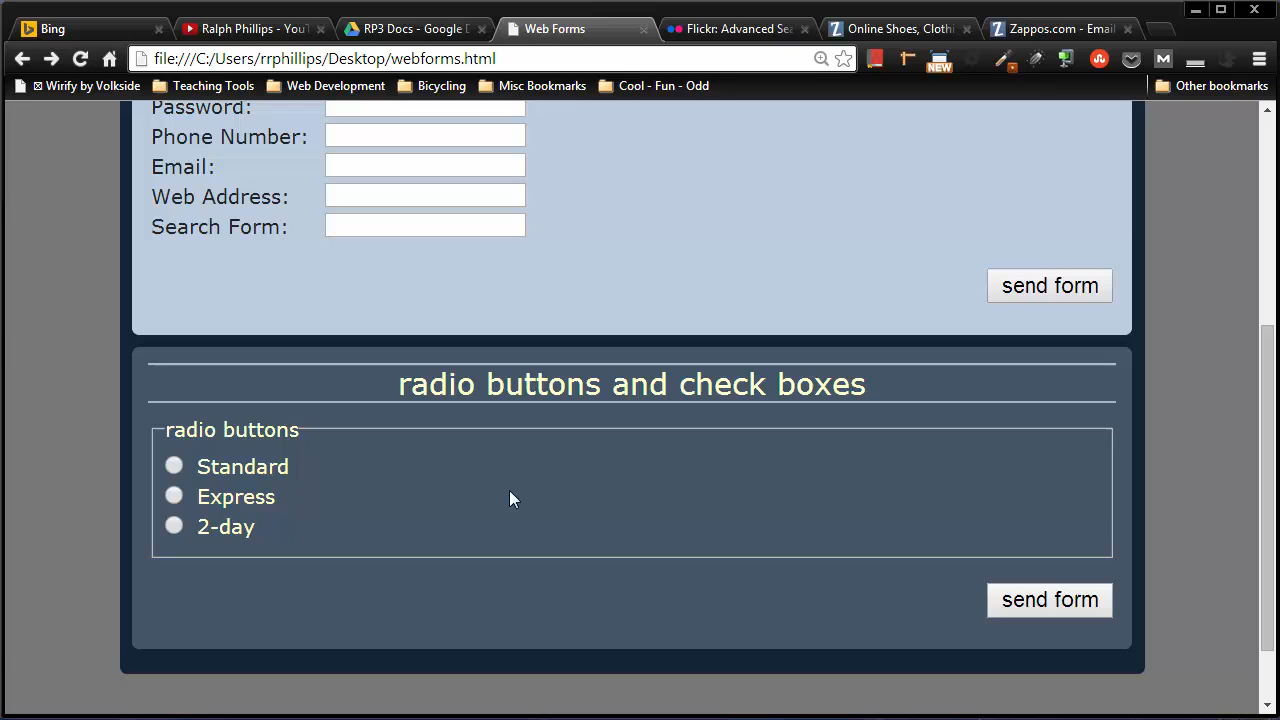 Bing
Ralph Phillips - YouT
RP3 Docs - Google D
Web Forms
Flickr: Advanced Sea
Online Shoes, Clothi
Zappos.com - Email
file:///C:/Users/rrphillips/Desktop/webforms.html
NEW
M
Wirify by Volkside
Teaching Tools
Web Development
Bicycling
Misc Bookmarks
Cool - Fun - Odd
Other bookmarks
Password:
Phone Number:
Email:
Web Address:
Search Form:
send form
radio buttons and check boxes
radio buttons
Standard
Express
2-day
send form